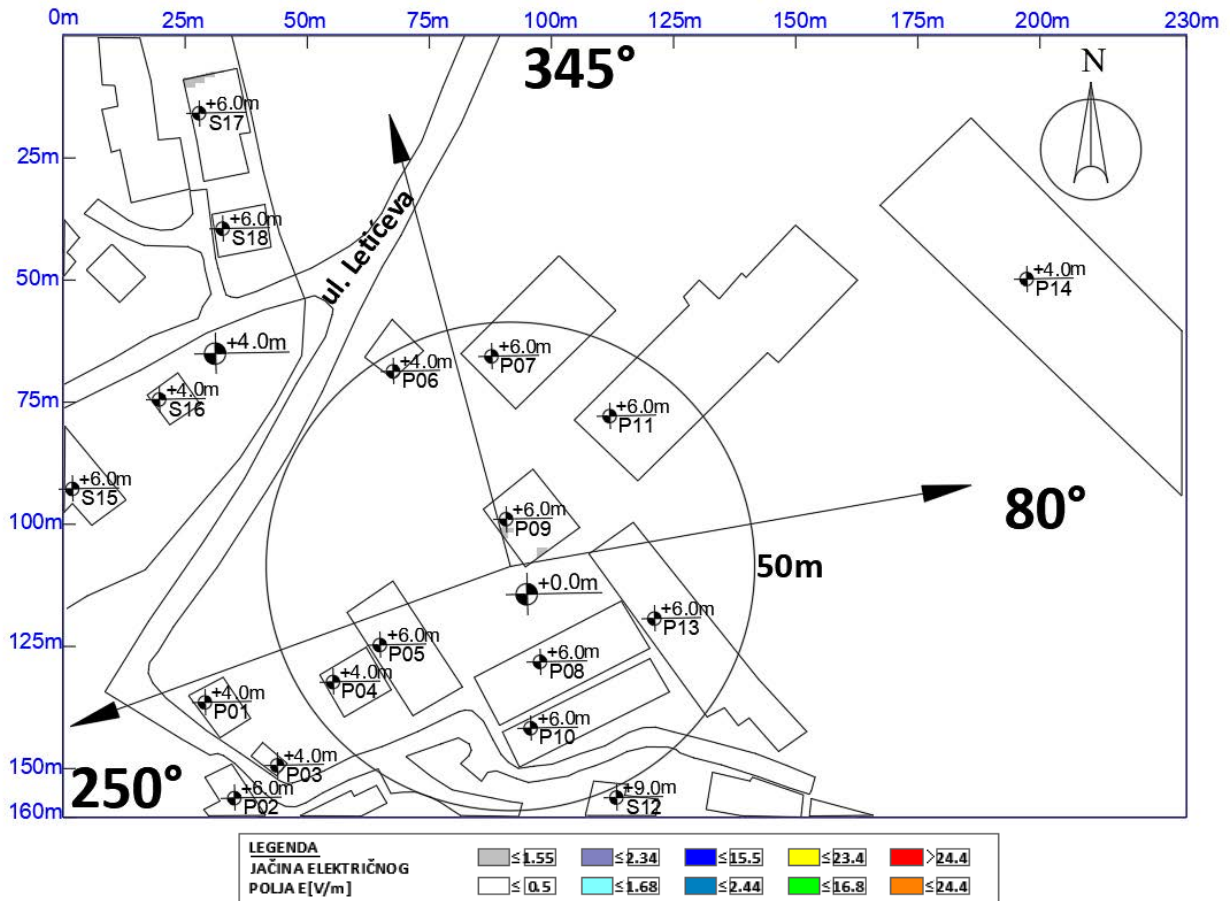 0m 25m 50m 75m 100m 125m 150m 200m 230m
345°
N
+6.0m
S17
25m
+6.0m
S18
ul. Letićeva
50m
+4.0m
P14
+4.0m
+6.0m
P07
+4.0m
P06
75m
+4.0m
S16
+6.0m
P11
+6.0m
S15
80°
100m
+6.0m
P09
50m
+0.0m
+6.0m
P13
125m
+6.0m
P05
+6.0m
P08
+4.0m
P04
+4.0m
P01
+6.0m
P10
150m
250°
+4.0m
P03
+6.0m
P02
+9.0m
S12
160m
LEGENDA
JAČINA ELEKTRIČNOG
POLJA E[V/m]
≤1.55 ≤2.34 ≤15.5 ≤23.4 >24.4
≤ 0.5 ≤1.68 ≤2.44 ≤16.8 ≤24.4